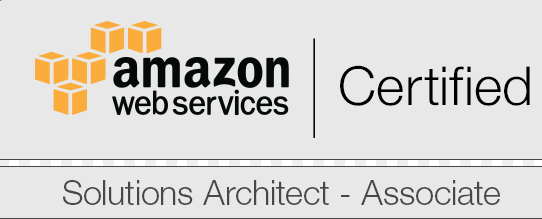 amazon
web services
Certified
Solutions Architect - Associate